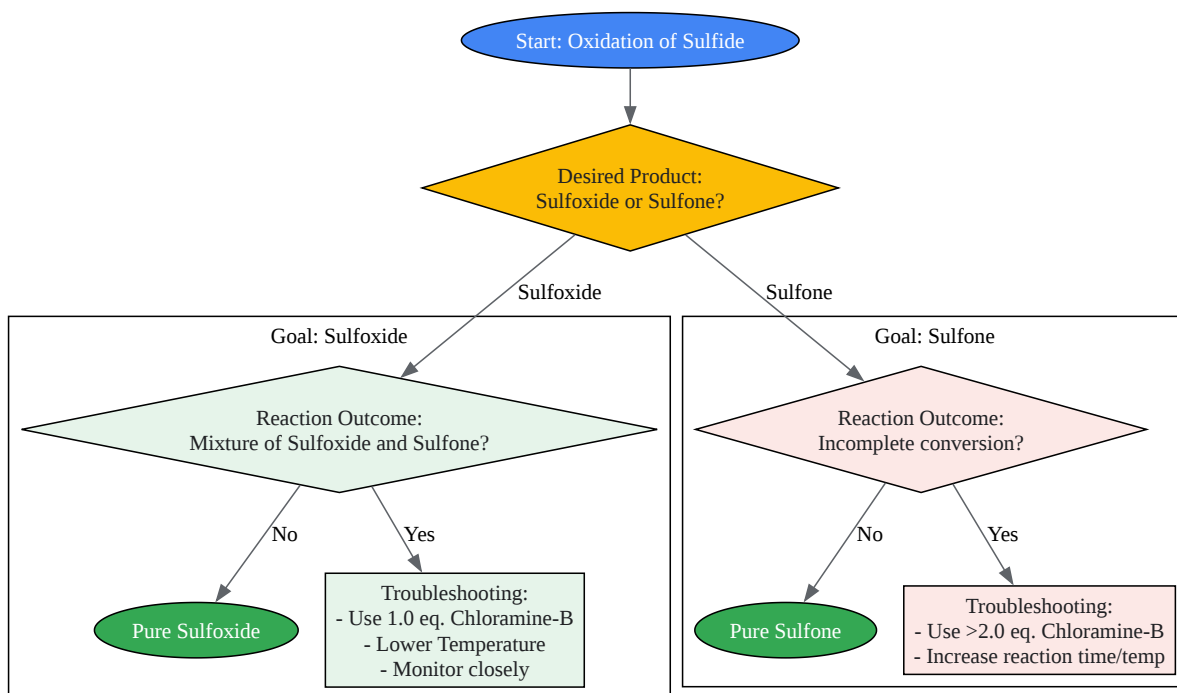 Start: Oxidation of Sulfide
Desired Product:
Sulfoxide or Sulfone?
Sulfoxide
Sulfone
Goal: Sulfoxide
Reaction Outcome:
Mixture of Sulfoxide and Sulfone?
No
Yes
Pure Sulfoxide
Troubleshooting:
- Use 1.0 eq. Chloramine-B
- Lower Temperature
- Monitor closely
Goal: Sulfone
Reaction Outcome:
Incomplete conversion?
No
Yes
Pure Sulfone
Troubleshooting:
- Use >2.0 eq. Chloramine-B
- Increase reaction time/temp